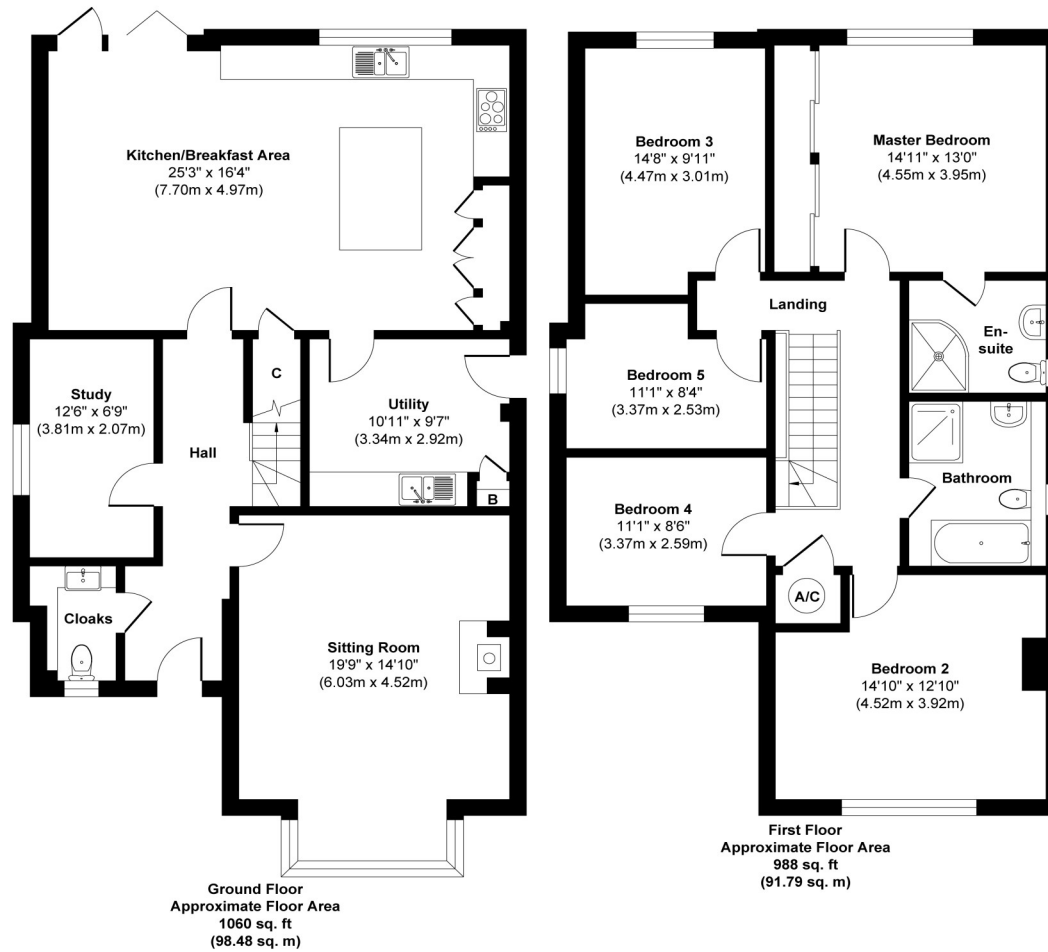 Kitchen/Breakfast Area
25'3" x 16'4"
(7.70m x 4.97m)
C
Study
12'6" x 6'9"
(3.81m x 2.07m)
Hall
Utility
10'11" x 9'7"
(3.34m x 2.92m)
B
Cloaks
Sitting Room
19'9" x 14'10"
(6.03m x 4.52m)
Ground Floor
Approximate Floor Area
1060 sq. ft
(98.48 sq. m)
Bedroom 3
14'8" x 9'11"
(4.47m x 3.01m)
Master Bedroom
14'11" x 13'0"
(4.55m x 3.95m)
Landing
En-
suite
Bedroom 5
11'1" x 8'4"
(3.37m x 2.53m)
Bathroom
Bedroom 4
11'1" x 8'6"
(3.37m x 2.59m)
A/C
Bedroom 2
14'10" x 12'10"
(4.52m x 3.92m)
First Floor
Approximate Floor Area
988 sq. ft
(91.79 sq. m)